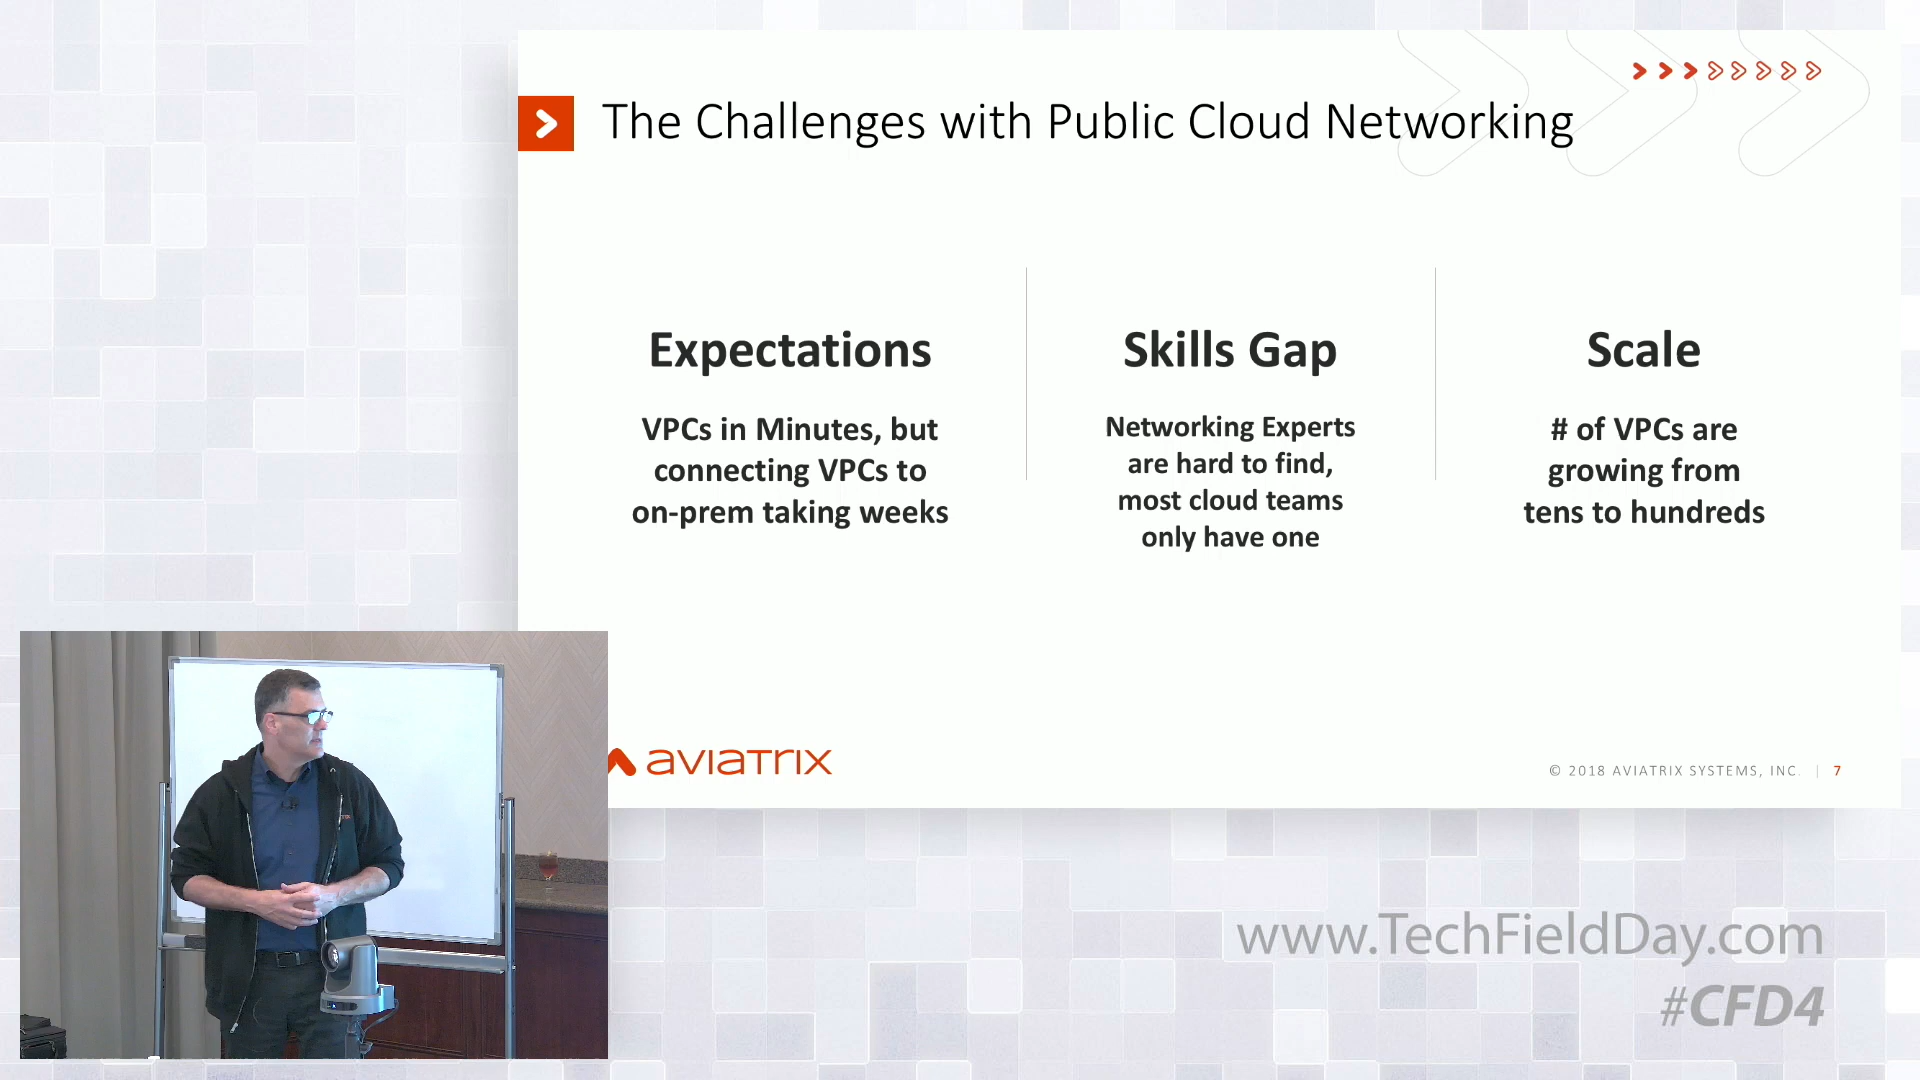 The Challenges with Public Cloud Networking
Expectations
VPCs in Minutes, but
connecting VPCs to
on-prem taking weeks
Skills Gap
Networking Experts
are hard to find,
most cloud teams
only have one
Scale
# of VPCs are
growing from
tens to hundreds
aviatrix
© 2018 AVIATRIX SYSTEMS, INC. | 7
www.TechFieldDay.com
#CFD4